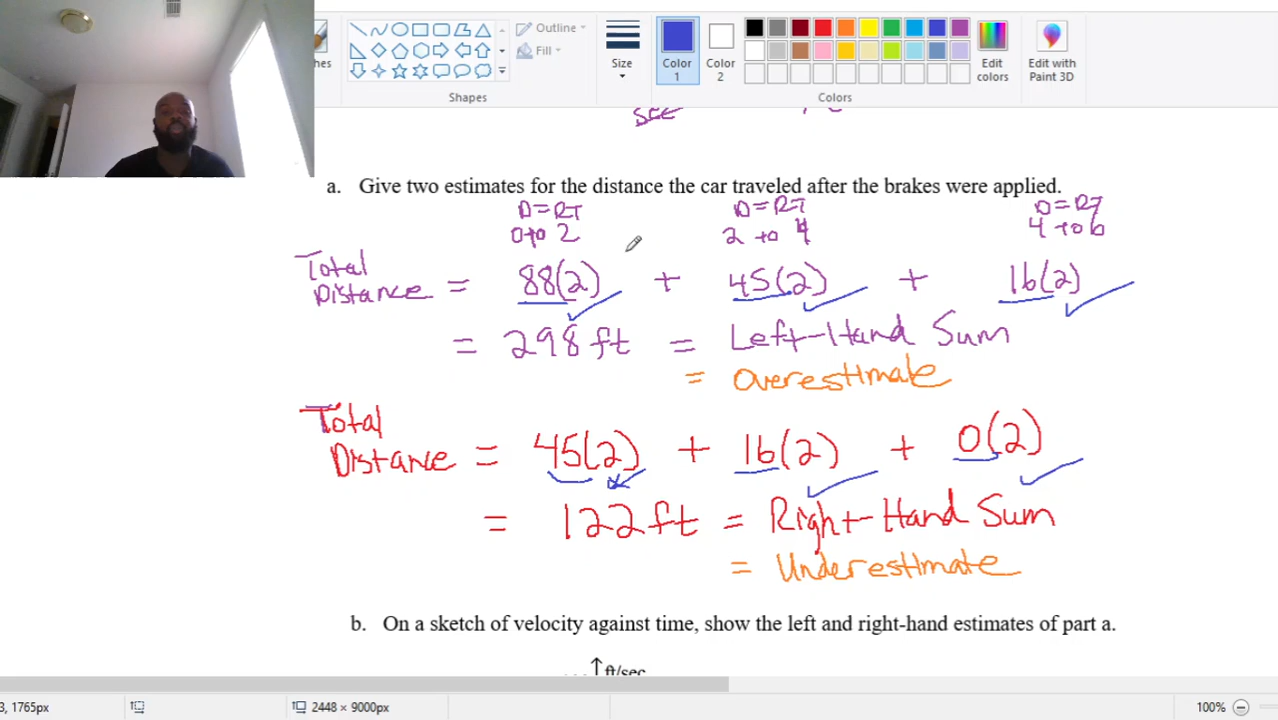 Outline
Fill
hes
Size
Color 1
Color 2
Edit colors
Edit with Paint 3D
Shapes
Colors
sec
a. Give two estimates for the distance the car traveled after the brakes were applied.
D=RT D=RT D=RT
0 to 2 2 to 4 4 to 6
Total Distance = 88(2) + 45(2) + 16(2)
= 298 ft = Left-Hand Sum
= Overestimate
Total Distance = 45(2) + 16(2) + 0(2)
= 122 ft = Right-Hand Sum
= Underestimate
b. On a sketch of velocity against time, show the left and right-hand estimates of part a.
ft/sec
3, 1765px
2448 × 9000px
100%